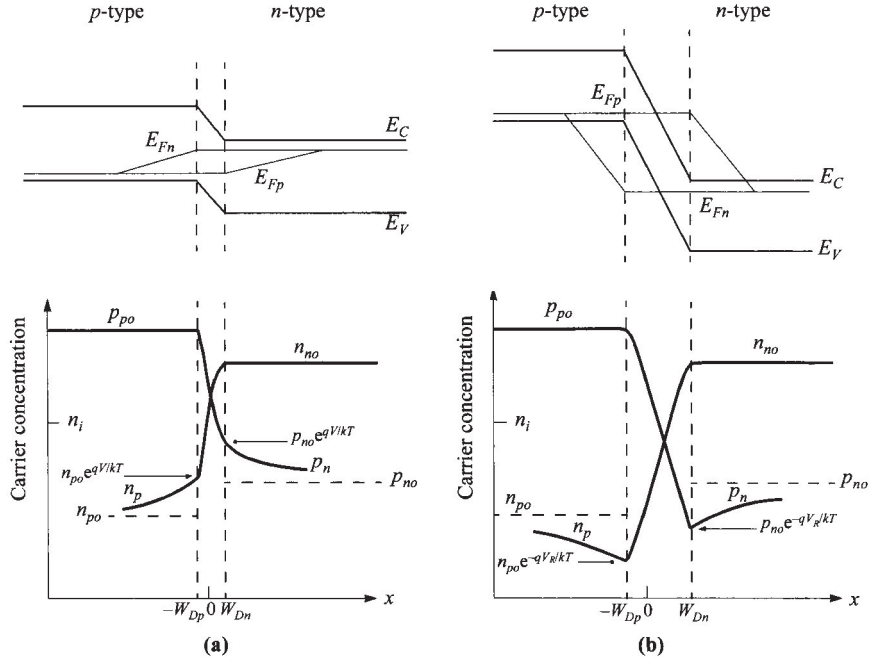 p-type
n-type
E_C
E_Fn
E_Fp
E_V
Carrier concentration
p_po
n_no
n_i
n_po e^qV/kT
p_no e^qV/kT
n_p
p_n
n_po
p_no
–W_Dp 0 W_Dn
x
(a)
p-type
n-type
E_Fp
E_C
E_Fn
E_V
Carrier concentration
p_po
n_no
n_i
n_po
p_no
p_n
n_p
p_no e^–qV_R/kT
n_po e^–qV_R/kT
–W_Dp 0 W_Dn
x
(b)